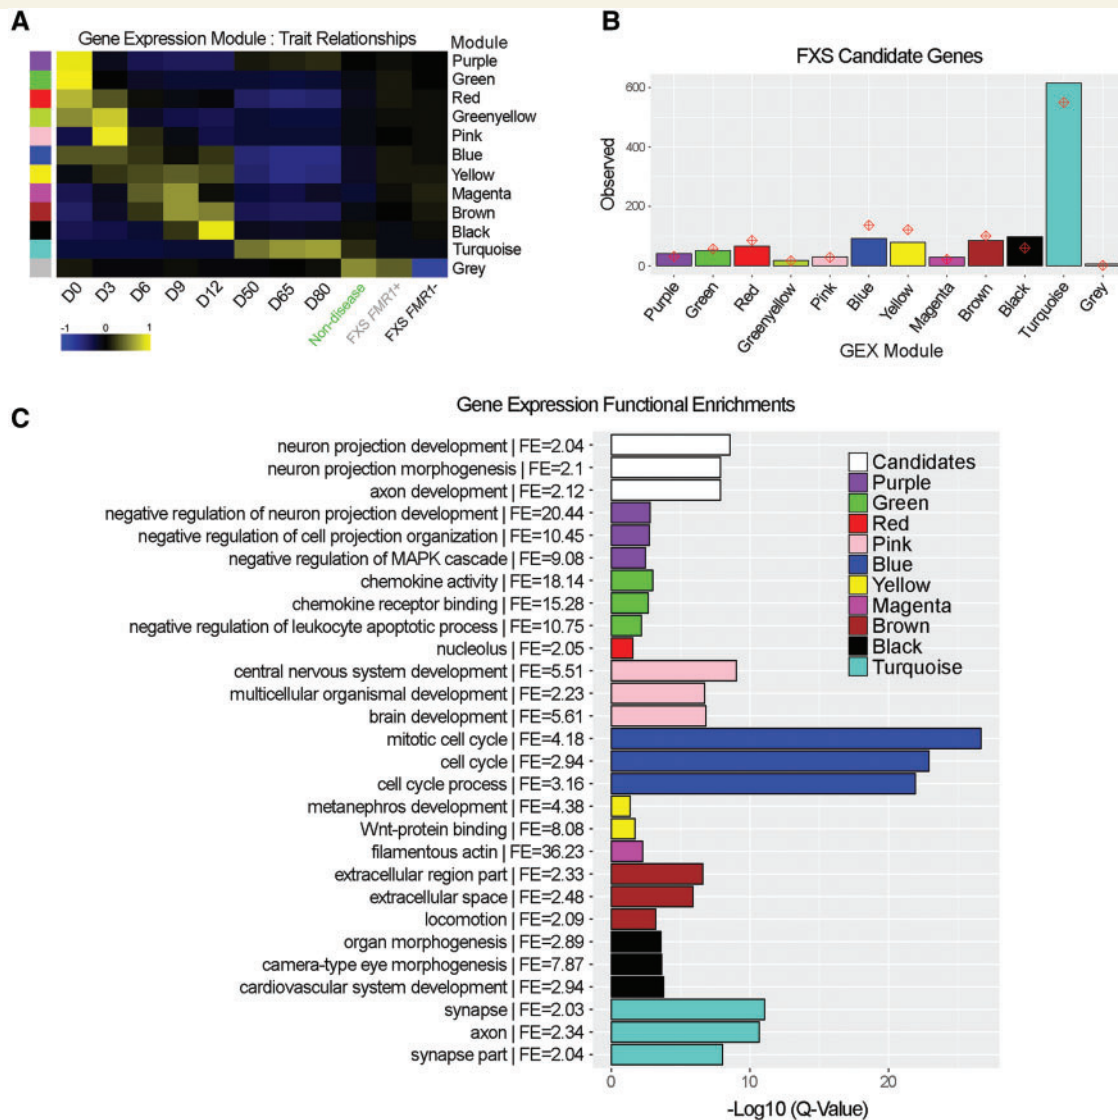 A
Gene Expression Module : Trait Relationships
Module
Purple
Green
Red
Greenyellow
Pink
Blue
Yellow
Magenta
Brown
Black
Turquoise
Grey
D0
D3
D6
D9
D12
D50
D65
D80
Non-disease
FXS FMR1+
FXS FMR1-
-1 0 1
B
FXS Candidate Genes
Observed
600
400
200
0
Purple
Green
Red
Greenyellow
Pink
Blue
Yellow
Magenta
Brown
Black
Turquoise
Grey
GEX Module
C
Gene Expression Functional Enrichments
neuron projection development | FE=2.04
neuron projection morphogenesis | FE=2.1
axon development | FE=2.12
negative regulation of neuron projection development | FE=20.44
negative regulation of cell projection organization | FE=10.45
negative regulation of MAPK cascade | FE=9.08
chemokine activity | FE=18.14
chemokine receptor binding | FE=15.28
negative regulation of leukocyte apoptotic process | FE=10.75
nucleolus | FE=2.05
central nervous system development | FE=5.51
multicellular organismal development | FE=2.23
brain development | FE=5.61
mitotic cell cycle | FE=4.18
cell cycle | FE=2.94
cell cycle process | FE=3.16
metanephros development | FE=4.38
Wnt-protein binding | FE=8.08
filamentous actin | FE=36.23
extracellular region part | FE=2.33
extracellular space | FE=2.48
locomotion | FE=2.09
organ morphogenesis | FE=2.89
camera-type eye morphogenesis | FE=7.87
cardiovascular system development | FE=2.94
synapse | FE=2.03
axon | FE=2.34
synapse part | FE=2.04
Candidates
Purple
Green
Red
Pink
Blue
Yellow
Magenta
Brown
Black
Turquoise
0 10 20
-Log10 (Q-Value)